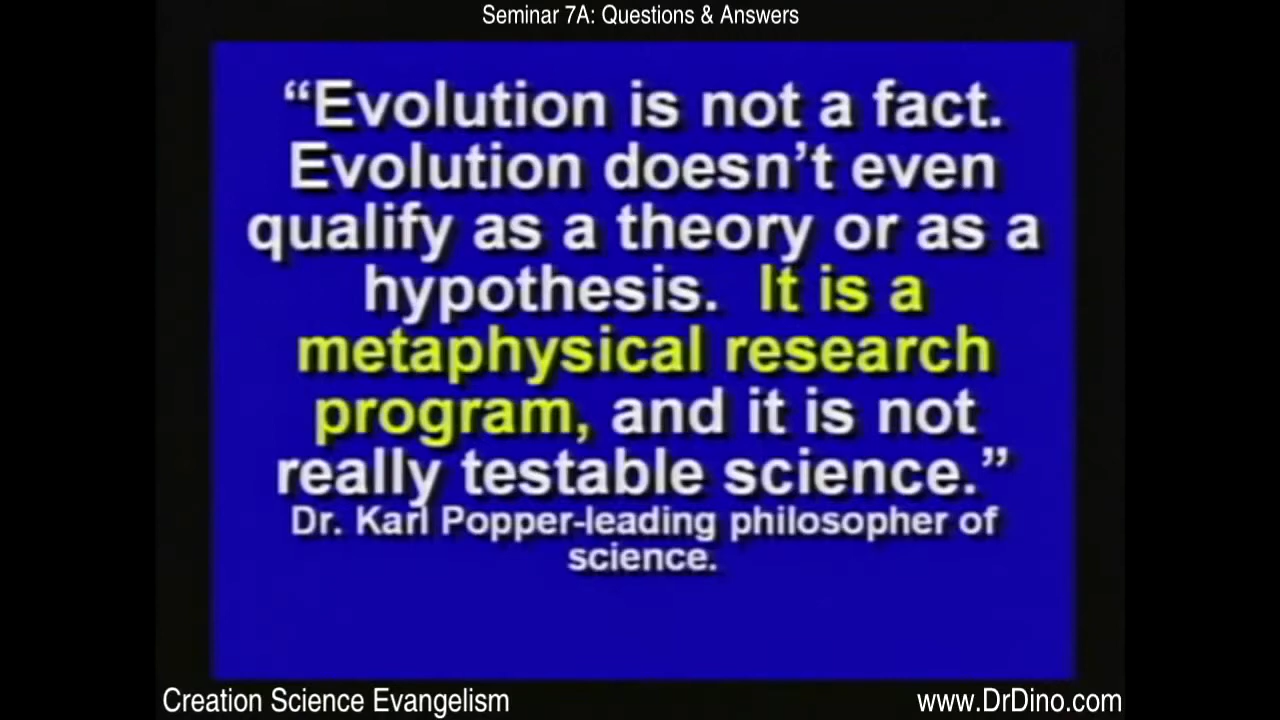 Seminar 7A: Questions & Answers
“Evolution is not a fact.
Evolution doesn’t even
qualify as a theory or as a
hypothesis. It is a
metaphysical research
program, and it is not
really testable science.”
Dr. Karl Popper-leading philosopher of
science.
Creation Science Evangelism
www.DrDino.com